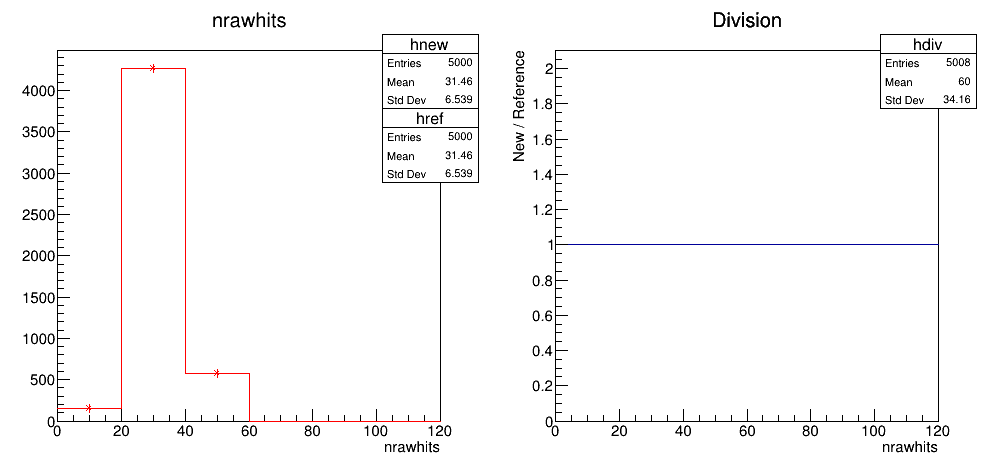 nrawhits
hnew
Entries 5000
Mean 31.46
Std Dev 6.539
href
Entries 5000
Mean 31.46
Std Dev 6.539
4000
3500
3000
2500
2000
1500
1000
500
0
0 20 40 60 80 100 120
nrawhits
Division
hdiv
Entries 5008
Mean 60
Std Dev 34.16
New / Reference
2
1.8
1.6
1.4
1.2
1
0.8
0.6
0.4
0.2
0
0 20 40 60 80 100 120
nrawhits